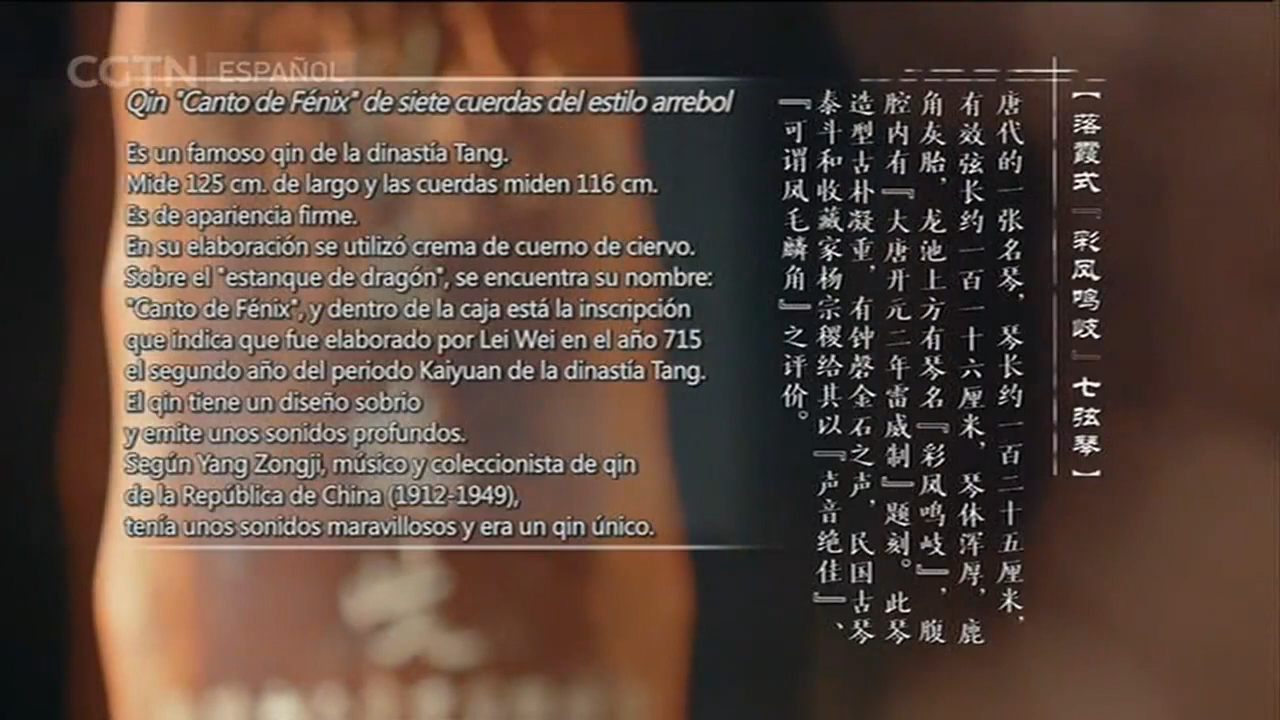 CGTN ESPAÑOL
Qin "Canto de Fénix" de siete cuerdas del estilo arrebol
Es un famoso qin de la dinastía Tang.
Mide 125 cm. de largo y las cuerdas miden 116 cm.
Es de apariencia firme.
En su elaboración se utilizó crema de cuerno de ciervo.
Sobre el "estanque de dragón", se encuentra su nombre:
"Canto de Fénix", y dentro de la caja está la inscripción
que indica que fue elaborado por Lei Wei en el año 715
el segundo año del periodo Kaiyuan de la dinastía Tang.
El qin tiene un diseño sobrio
y emite unos sonidos profundos.
Según Yang Zongji, músico y coleccionista de qin
de la República de China (1912-1949),
tenía unos sonidos maravillosos y era un qin único.
【落霞式『彩凤鸣岐』七弦琴】
唐代的一张名琴，琴长约一百二十五厘米，
有效弦长约一百一十六厘米，琴体浑厚，鹿
角灰胎，龙池上方有琴名『彩凤鸣岐』，腹
腔内有『大唐开元二年雷威制』题刻。此琴
造型古朴凝重，有钟磬金石之声，民国古琴
泰斗和收藏家杨宗稷给其以『声音绝佳』、
『可谓凤毛麟角』之评价。